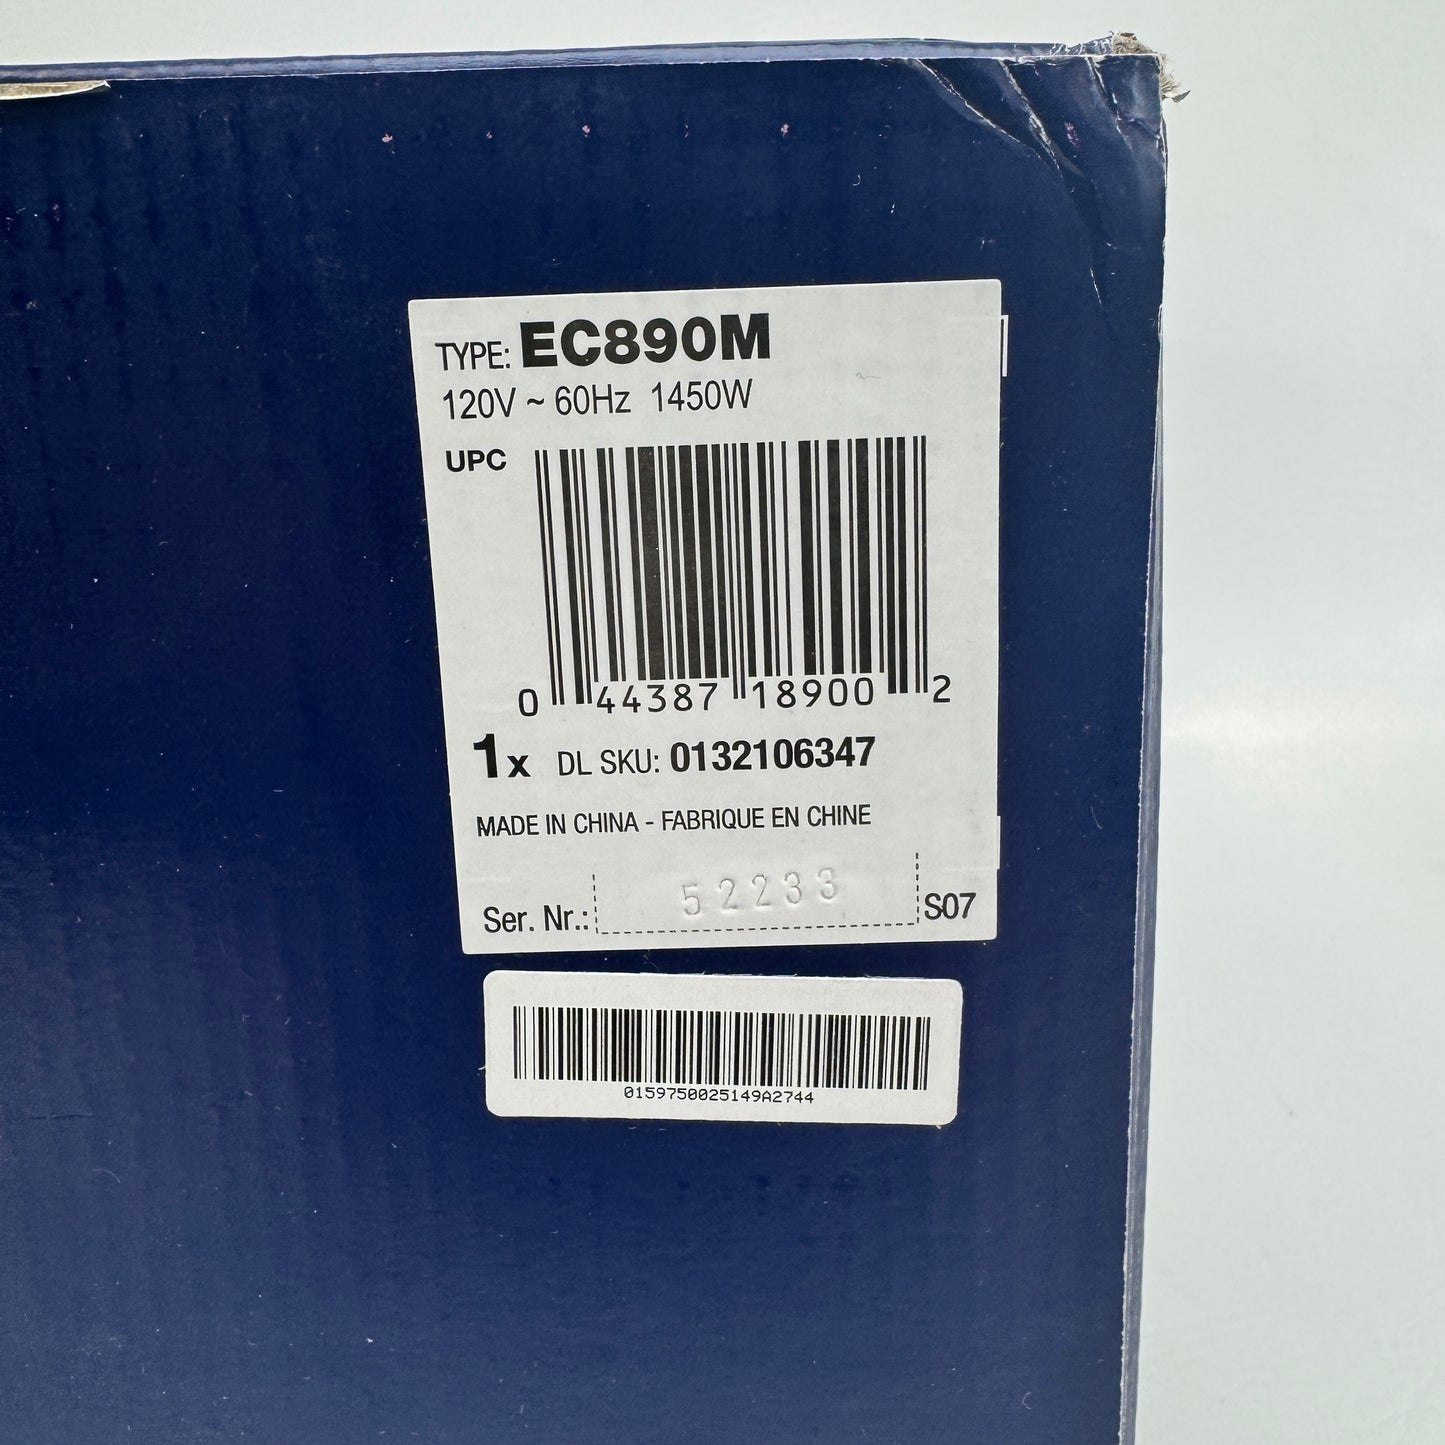 TYPE: EC890M
120V ~ 60Hz 1450W
UPC
0 44387 18900 2
1x DL SKU: 0132106347
MADE IN CHINA - FABRIQUE EN CHINE
52233
Ser. Nr.: S07
0159750025149A2744